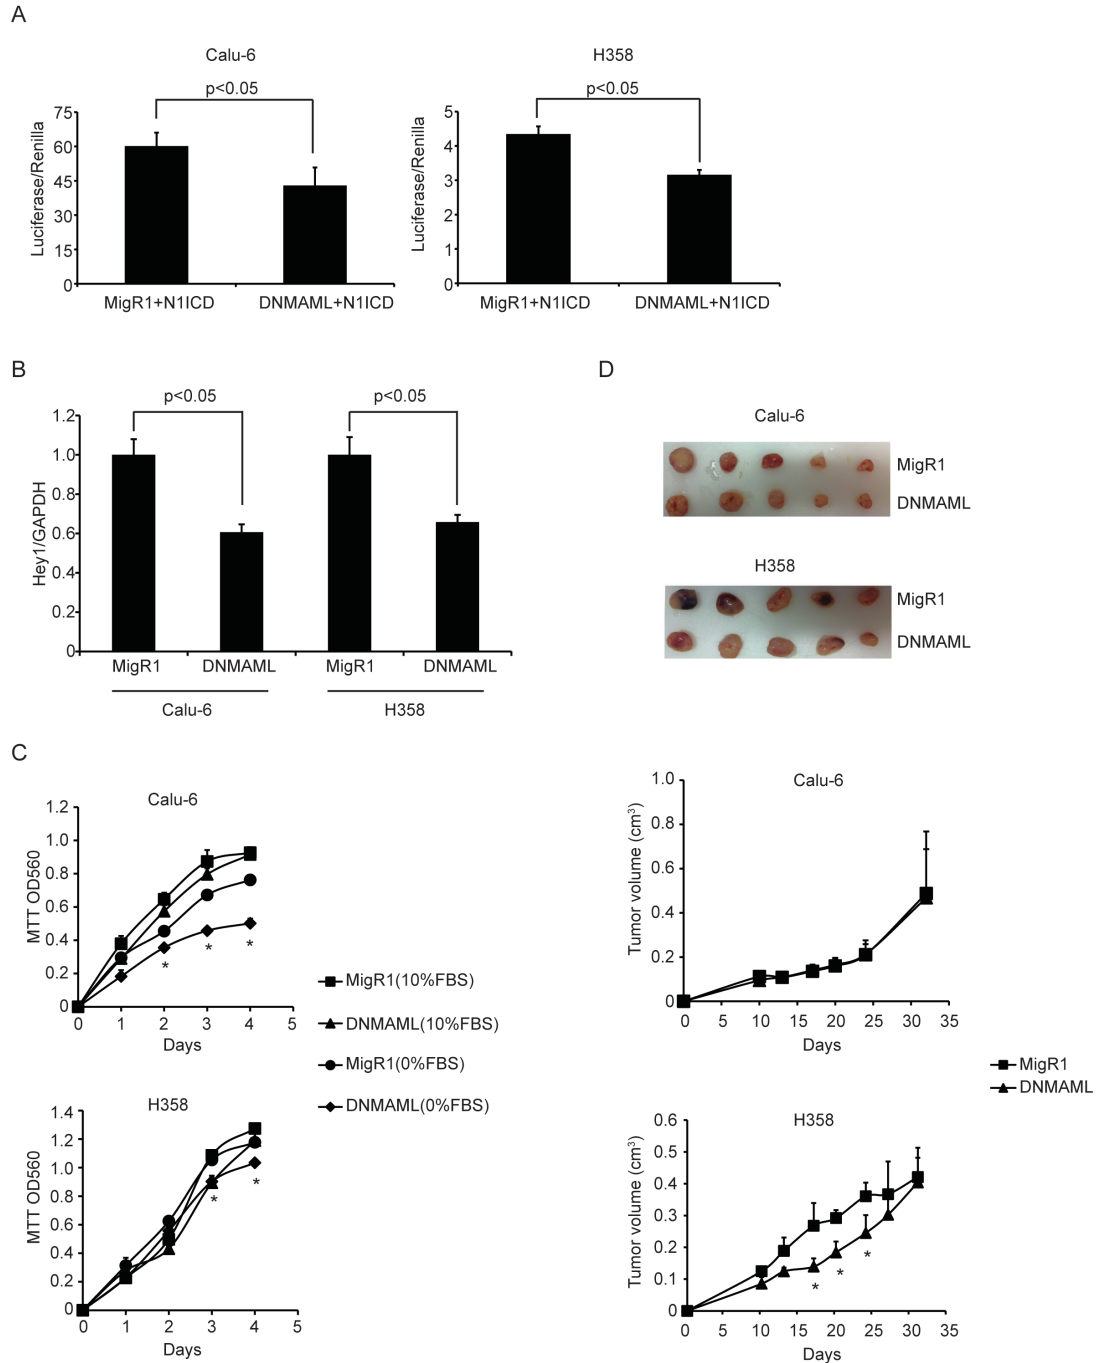 A
Calu-6
p<0.05
Luciferase/Renilla
75
60
45
30
15
0
MigR1+N1ICD
DNMAML+N1ICD
H358
p<0.05
Luciferase/Renilla
5
4
3
2
1
0
MigR1+N1ICD
DNMAML+N1ICD
B
p<0.05
p<0.05
Hey1/GAPDH
1.2
1.0
0.8
0.6
0.4
0.2
0
MigR1
DNMAML
MigR1
DNMAML
Calu-6
H358
D
Calu-6
MigR1
DNMAML
H358
MigR1
DNMAML
C
Calu-6
MTT OD560
1.2
1.0
0.8
0.6
0.4
0.2
0
* * *
0 1 2 3 4 5
Days
MigR1(10%FBS)
DNMAML(10%FBS)
MigR1(0%FBS)
DNMAML(0%FBS)
H358
MTT OD560
1.4
1.2
1.0
0.8
0.6
0.4
0.2
0
* *
0 1 2 3 4 5
Days
Calu-6
Tumor volume (cm³)
1.0
0.8
0.6
0.4
0.2
0
0 5 10 15 20 25 30 35
Days
MigR1
DNMAML
H358
Tumor volume (cm³)
0.6
0.5
0.4
0.3
0.2
0.1
0
* * *
0 5 10 15 20 25 30 35
Days